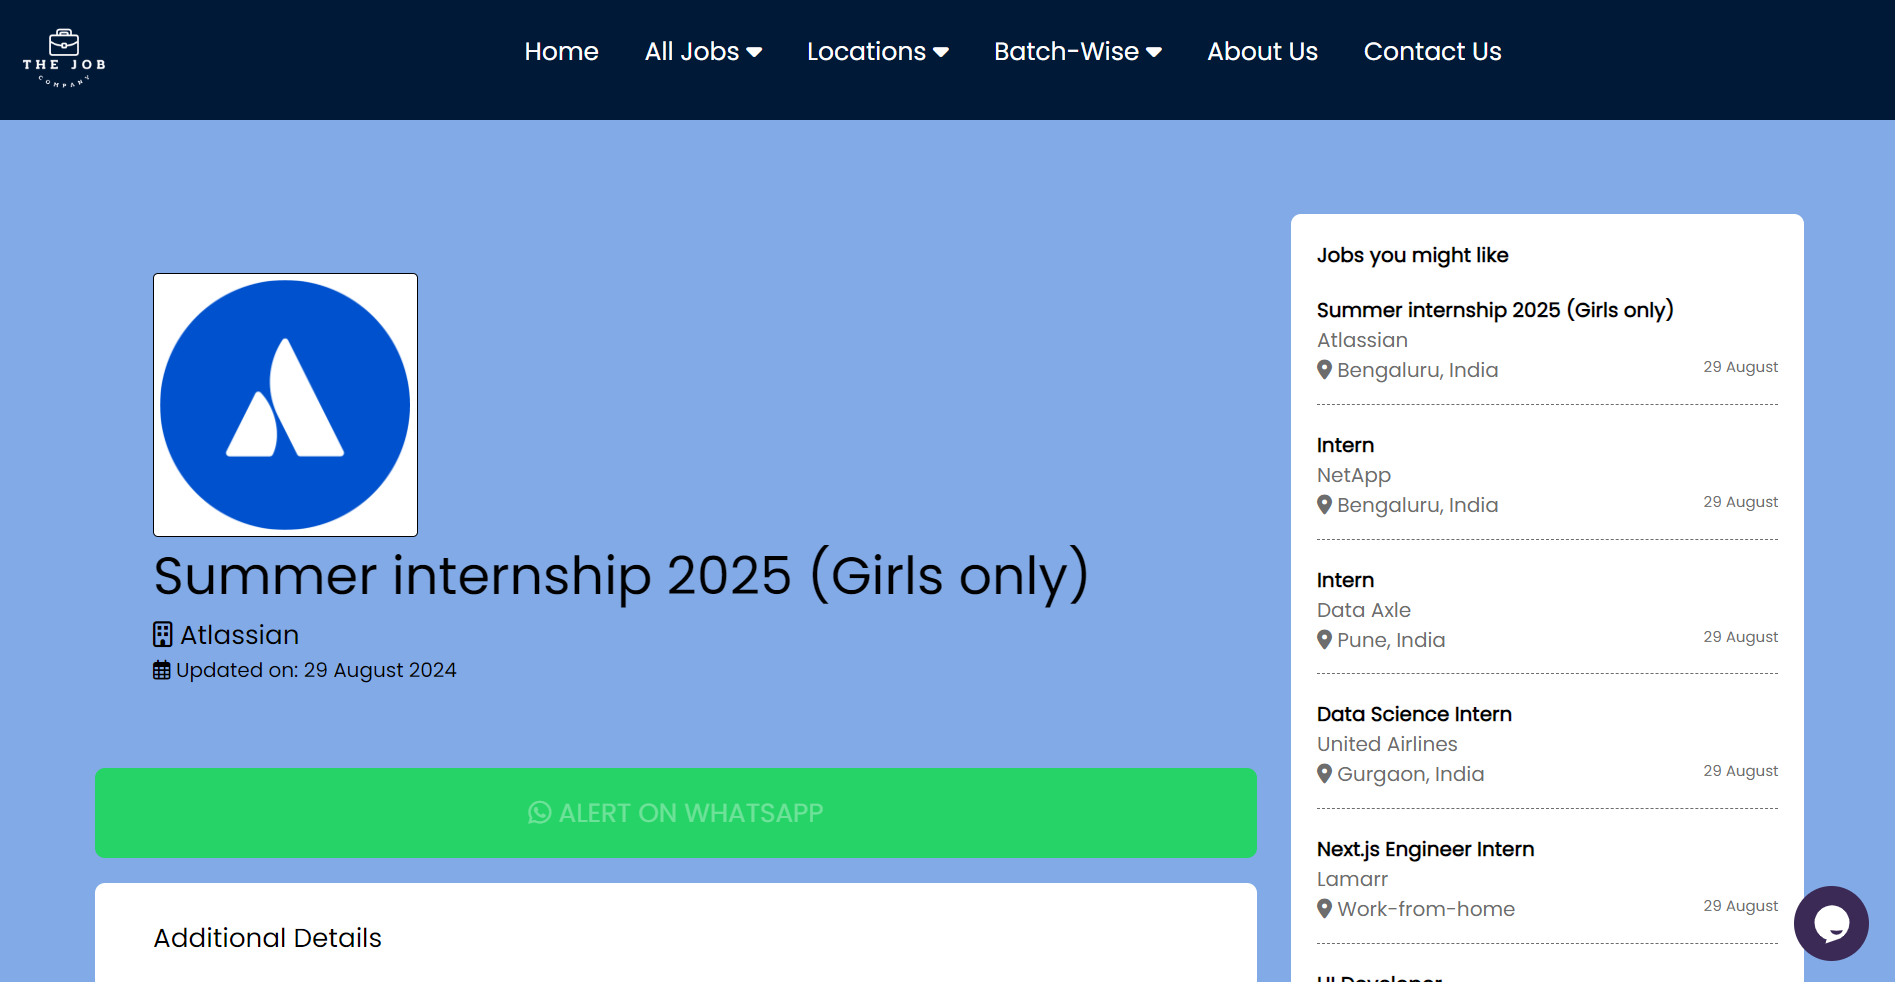 THE JOB
COMPANY
Home
All Jobs
Locations
Batch-Wise
About Us
Contact Us
Summer internship 2025 (Girls only)
Atlassian
Updated on: 29 August 2024
ALERT ON WHATSAPP
Additional Details
Jobs you might like
Summer internship 2025 (Girls only)
Atlassian
Bengaluru, India
29 August
Intern
NetApp
Bengaluru, India
29 August
Intern
Data Axle
Pune, India
29 August
Data Science Intern
United Airlines
Gurgaon, India
29 August
Next.js Engineer Intern
Lamarr
Work-from-home
29 August
UI Developer